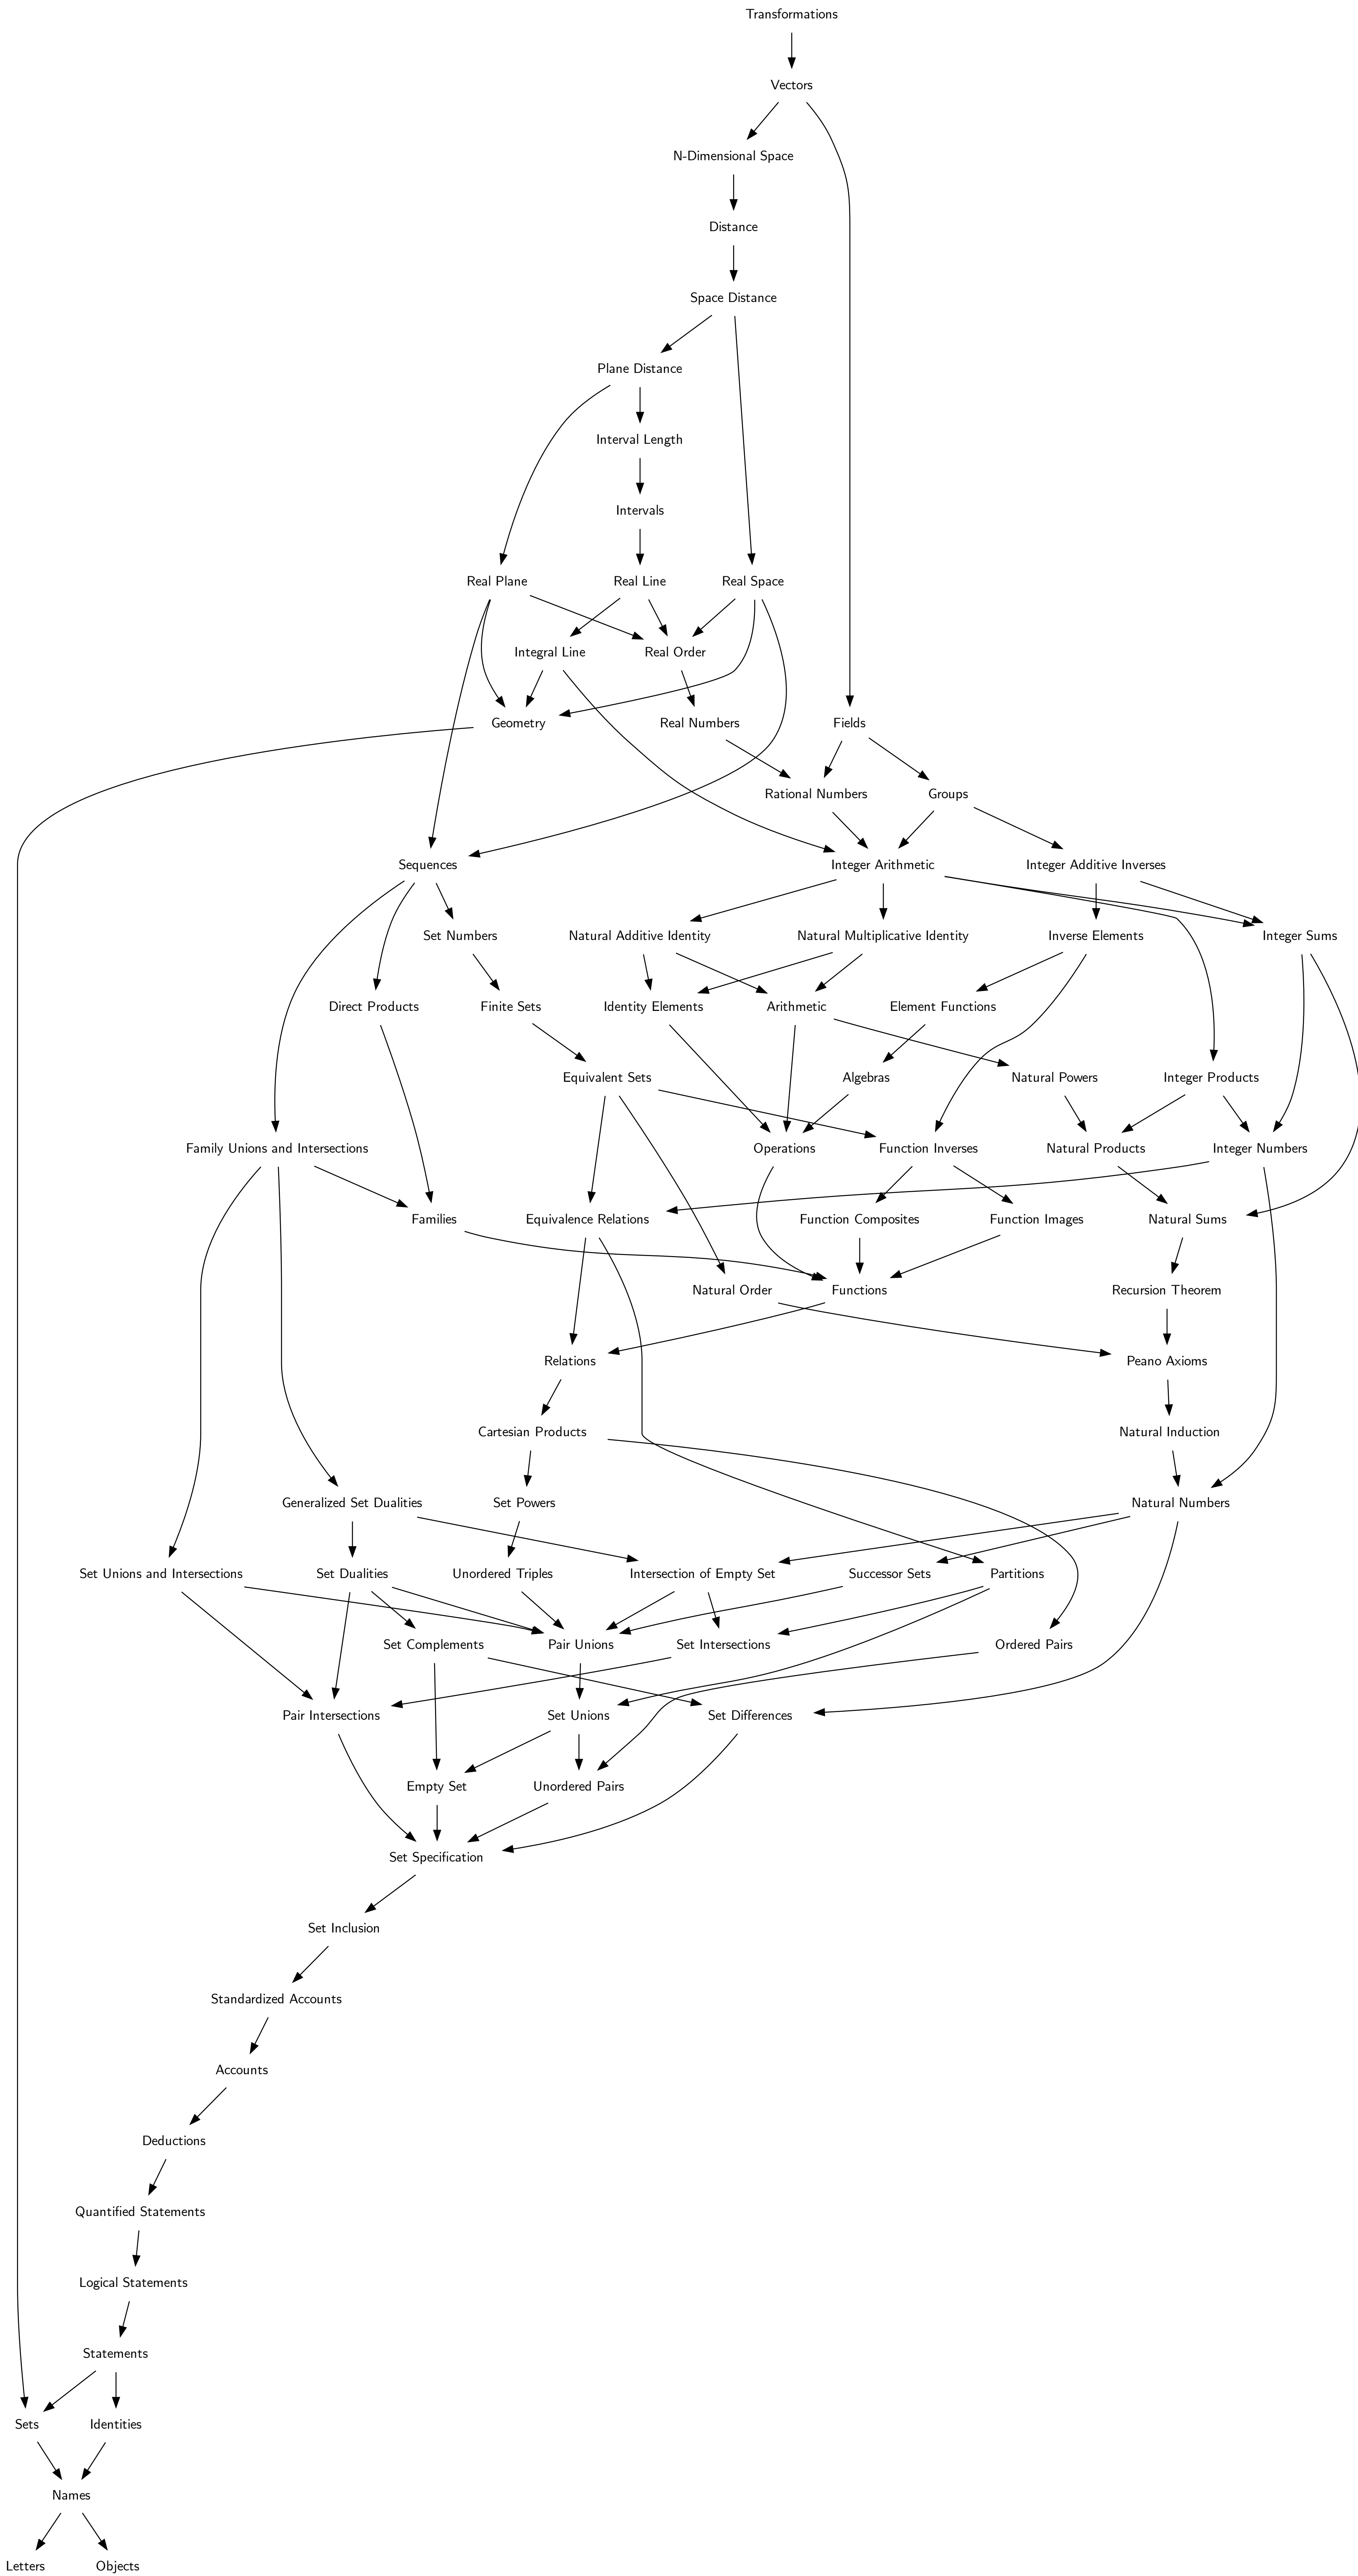 Transformations
Vectors
N-Dimensional Space
Distance
Space Distance
Plane Distance
Interval Length
Intervals
Real Plane
Real Line
Real Space
Integral Line
Real Order
Geometry
Real Numbers
Fields
Rational Numbers
Groups
Sequences
Integer Arithmetic
Integer Additive Inverses
Set Numbers
Natural Additive Identity
Natural Multiplicative Identity
Inverse Elements
Integer Sums
Direct Products
Finite Sets
Identity Elements
Arithmetic
Element Functions
Equivalent Sets
Algebras
Natural Powers
Integer Products
Family Unions and Intersections
Operations
Function Inverses
Natural Products
Integer Numbers
Families
Equivalence Relations
Function Composites
Function Images
Natural Sums
Natural Order
Functions
Recursion Theorem
Relations
Peano Axioms
Cartesian Products
Natural Induction
Generalized Set Dualities
Set Powers
Natural Numbers
Set Unions and Intersections
Set Dualities
Unordered Triples
Intersection of Empty Set
Successor Sets
Partitions
Set Complements
Pair Unions
Set Intersections
Ordered Pairs
Pair Intersections
Set Unions
Set Differences
Empty Set
Unordered Pairs
Set Specification
Set Inclusion
Standardized Accounts
Accounts
Deductions
Quantified Statements
Logical Statements
Statements
Sets
Identities
Names
Letters
Objects